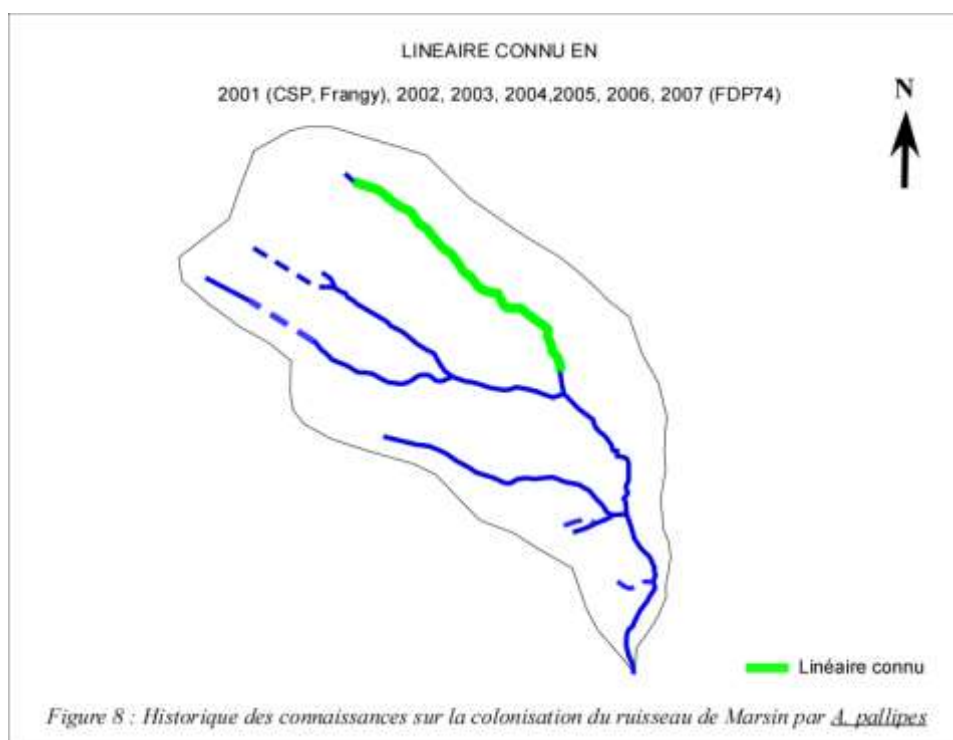 LINEAIRE CONNU EN
2001 (CSP, Frangy), 2002, 2003, 2004,2005, 2006, 2007 (FDP74)
N
Linéaire connu
Figure 8 : Historique des connaissances sur la colonisation du ruisseau de Marsin par A. pallipes